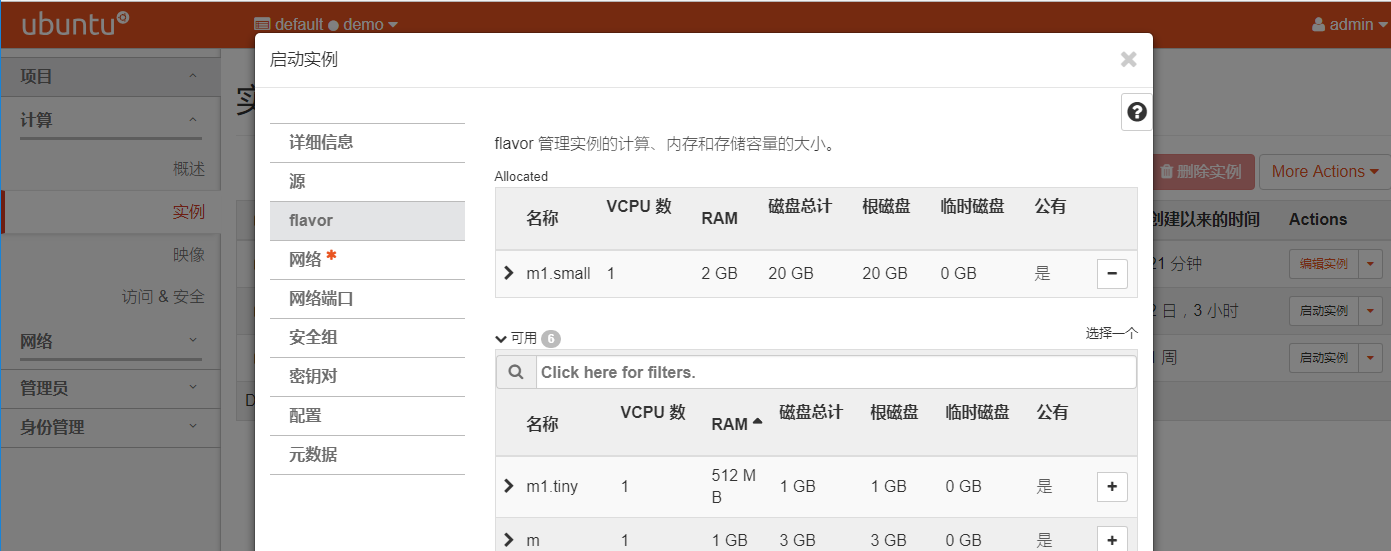 ubuntu
default demo
admin
项目
计算
概述
实例
映像
访问 & 安全
网络
管理员
身份管理
启动实例
详细信息
源
flavor
网络 *
网络端口
安全组
密钥对
配置
元数据
flavor 管理实例的计算、内存和存储容量的大小。
Allocated
名称 VCPU 数 RAM 磁盘总计 根磁盘 临时磁盘 公有
m1.small 1 2 GB 20 GB 20 GB 0 GB 是
可用 6 选择一个
Click here for filters.
名称 VCPU 数 RAM 磁盘总计 根磁盘 临时磁盘 公有
m1.tiny 1 512 M
B 1 GB 1 GB 0 GB 是
m 1 1 GB 3 GB 3 GB 0 GB 是
删除实例 More Actions
创建以来的时间 Actions
21 分钟 编辑实例
2 日，3 小时 启动实例
周 启动实例